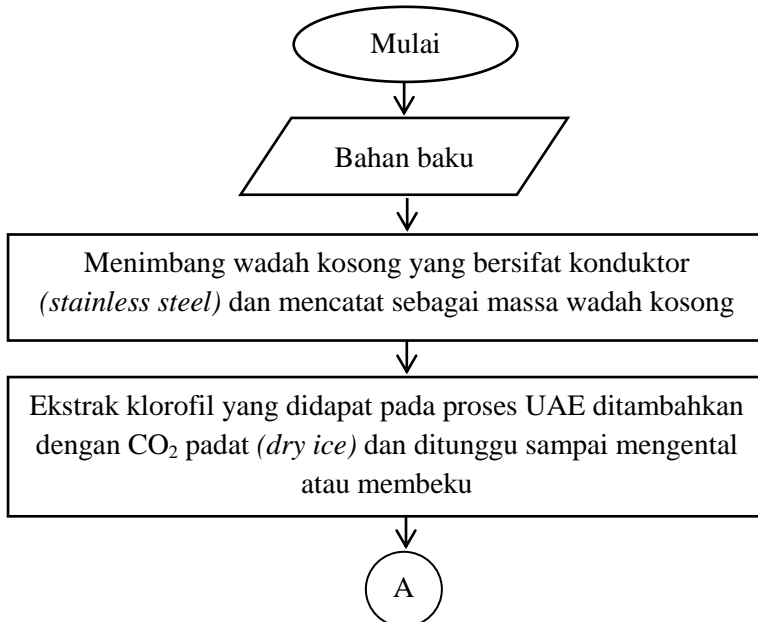 Mulai
Bahan baku
Menimbang wadah kosong yang bersifat konduktor
(stainless steel) dan mencatat sebagai massa wadah kosong
Ekstrak klorofil yang didapat pada proses UAE ditambahkan
dengan CO₂ padat (dry ice) dan ditunggu sampai mengental
atau membeku
A